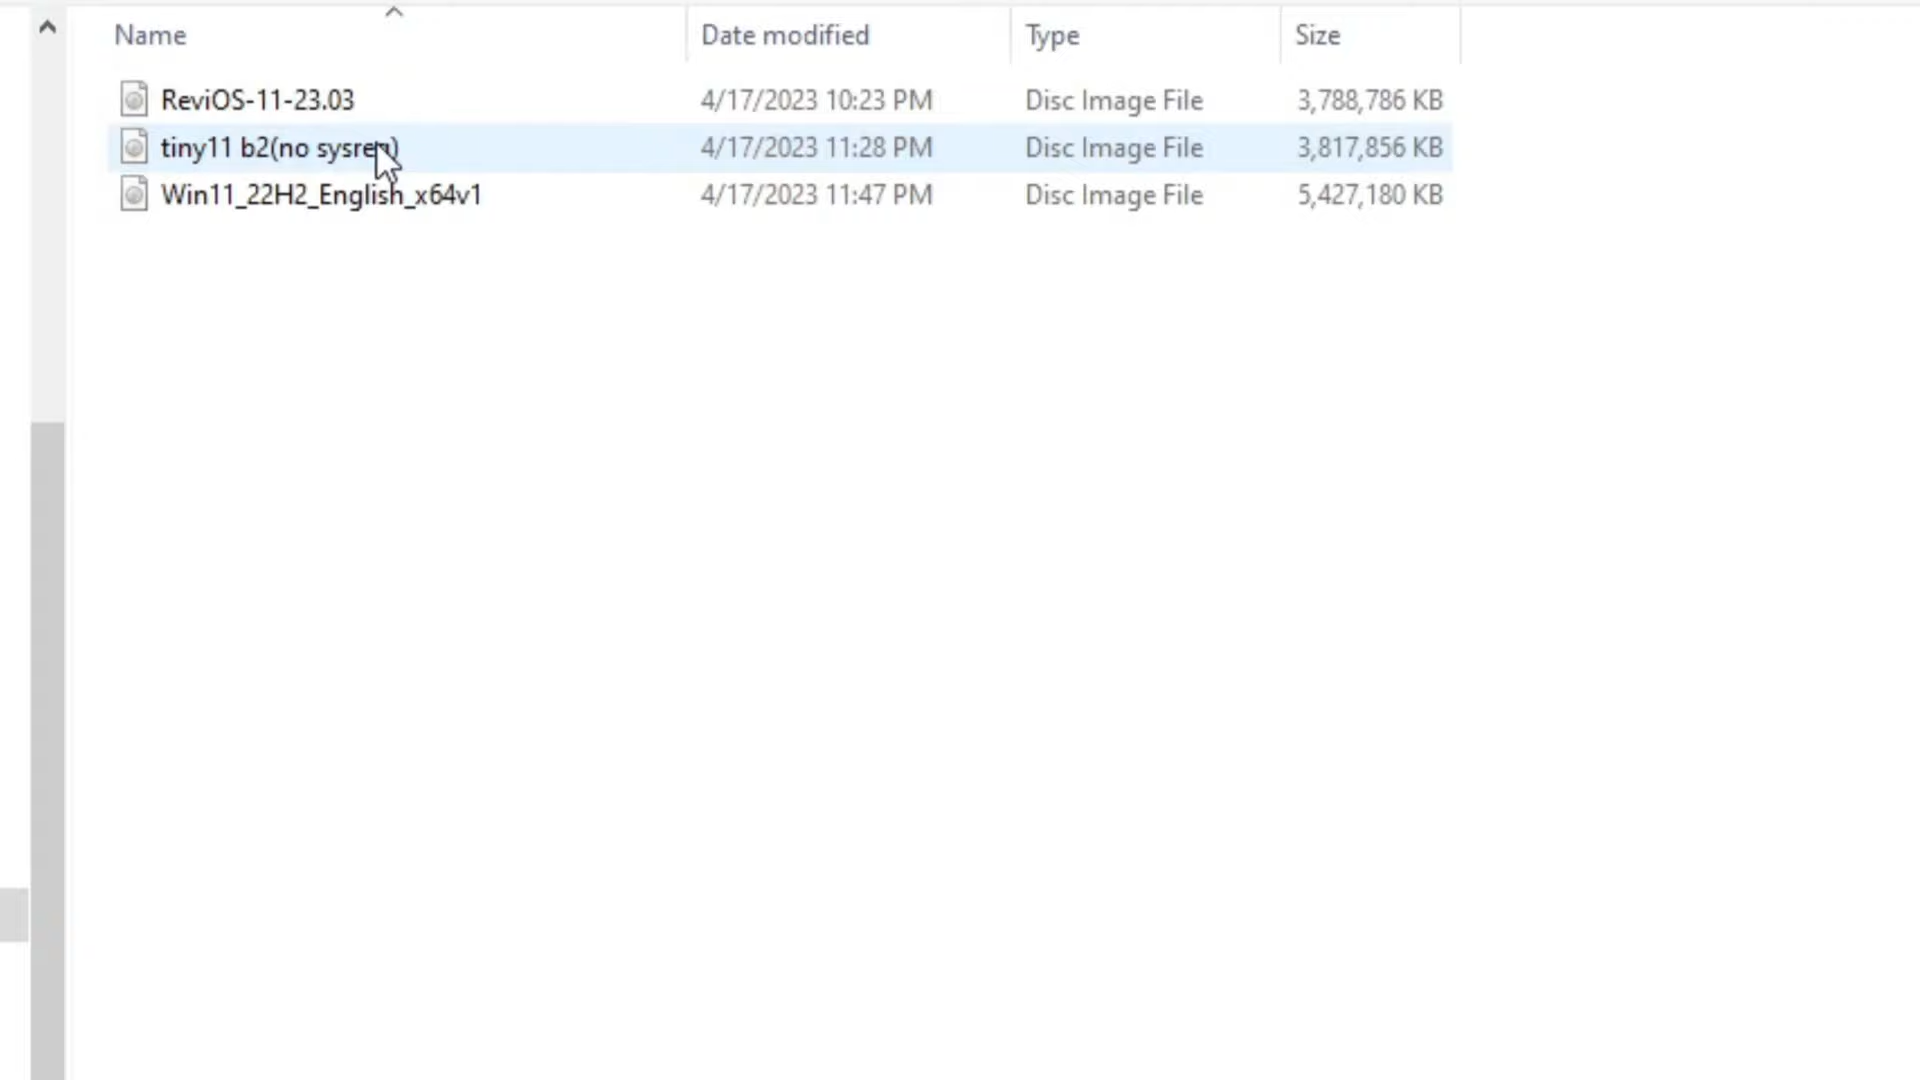 Name Date modified Type Size
ReviOS-11-23.03 4/17/2023 10:23 PM Disc Image File 3,788,786 KB
tiny11 b2(no sysreq) 4/17/2023 11:28 PM Disc Image File 3,817,856 KB
Win11_22H2_English_x64v1 4/17/2023 11:47 PM Disc Image File 5,427,180 KB